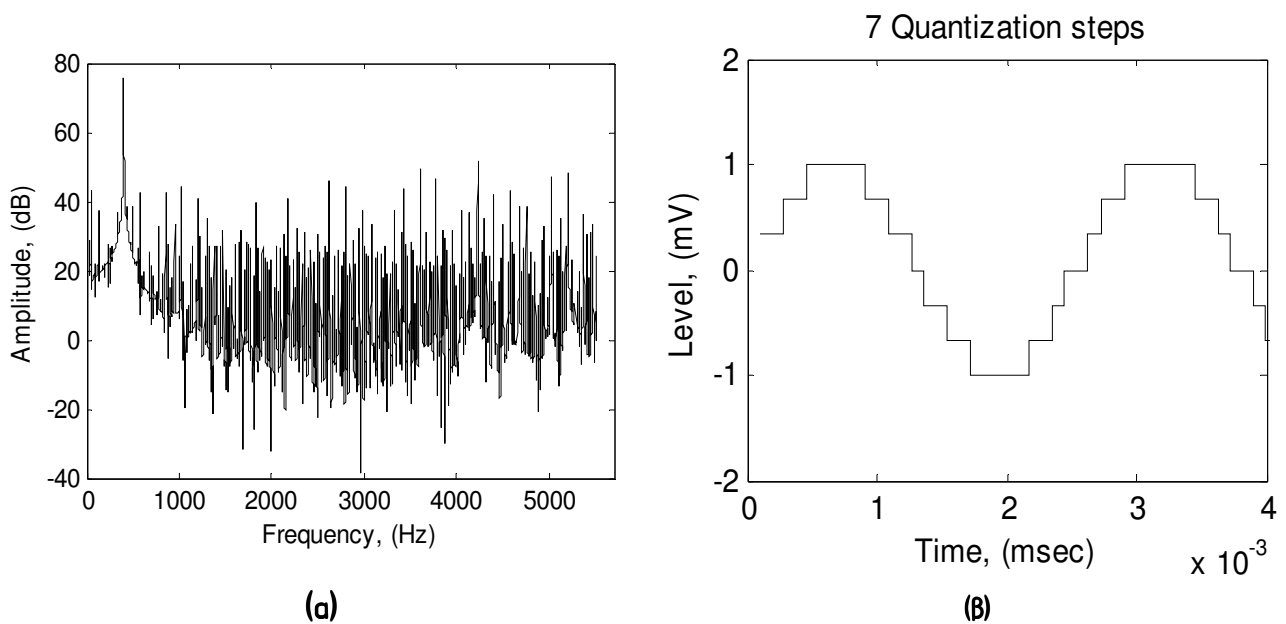 7 Quantization steps
80
60
40
20
0
-20
-40
Amplitude, (dB)
0 1000 2000 3000 4000 5000
Frequency, (Hz)
(α)
2
1
0
-1
-2
Level, (mV)
0 1 2 3 4
Time, (msec)
x 10⁻³
(β)